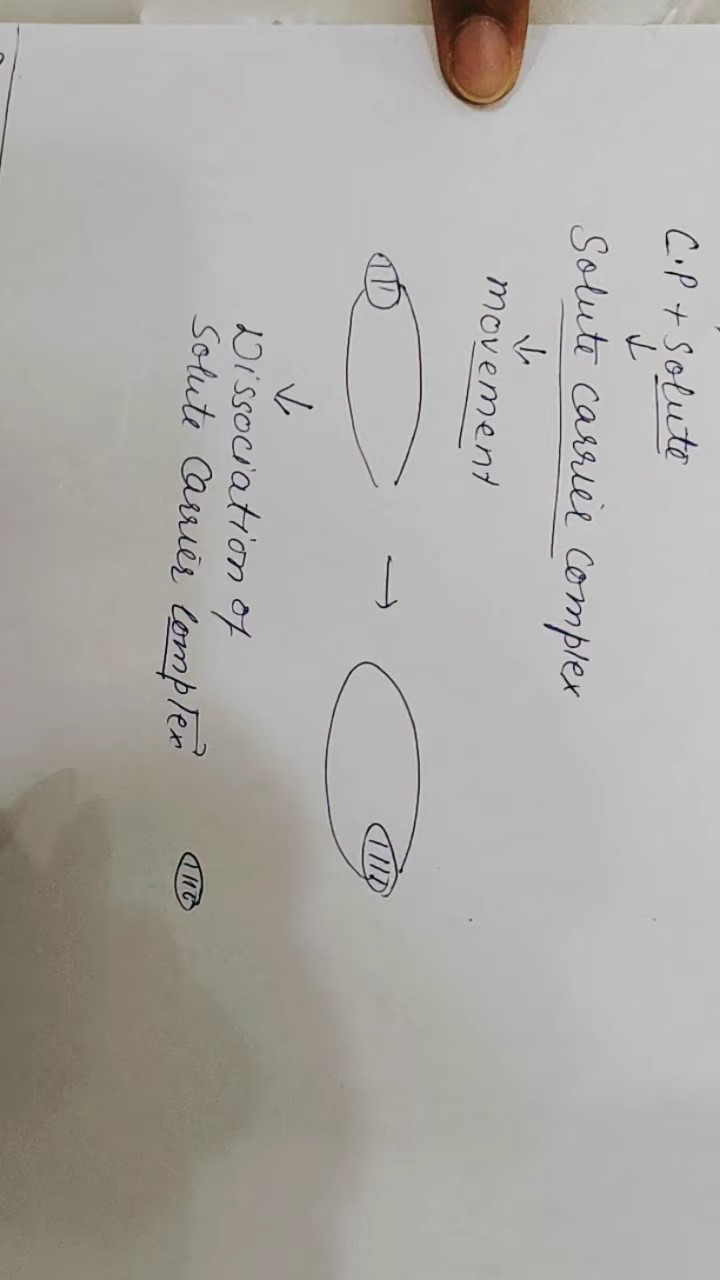 C.P + Solute
↓
Solute carrier complex
↓
movement
→
↓
Dissociation of
Solute Carrier Complex